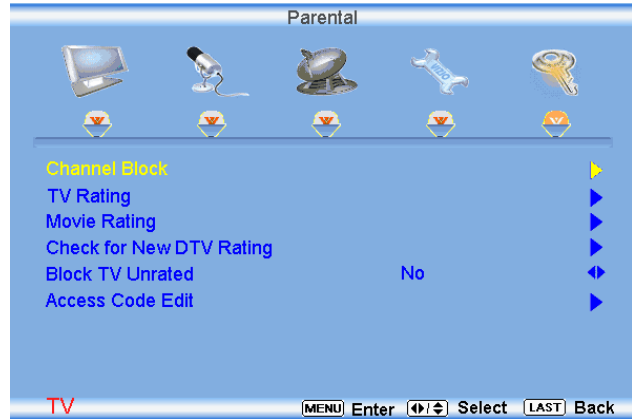 Parental
VIZIO
Channel Block
TV Rating
Movie Rating
Check for New DTV Rating
Block TV Unrated No
Access Code Edit
TV MENU Enter Select LAST Back